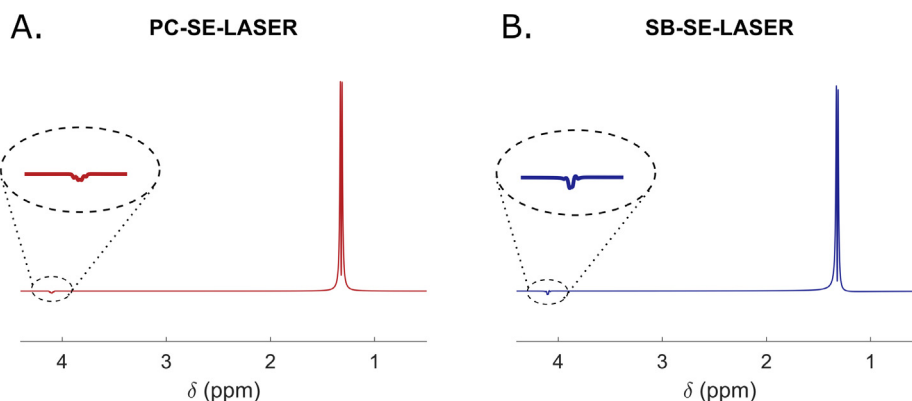 A.
PC-SE-LASER
4 3 2 1
δ (ppm)
B.
SB-SE-LASER
4 3 2 1
δ (ppm)